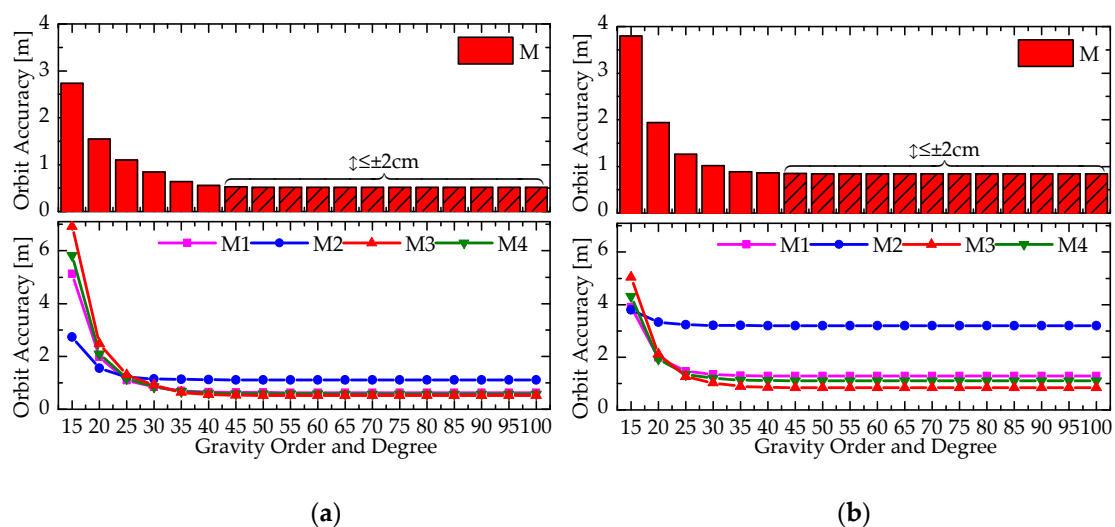 4
3
2
1
0
Orbit Accuracy [m]
M
↕≤±2cm
6
4
2
0
Orbit Accuracy [m]
M1 M2 M3 M4
15 20 25 30 35 40 45 50 55 60 65 70 75 80 85 90 95 100
Gravity Order and Degree
(a)
4
3
2
1
0
Orbit Accuracy [m]
M
↕≤±2cm
6
4
2
0
Orbit Accuracy [m]
M1 M2 M3 M4
15 20 25 30 35 40 45 50 55 60 65 70 75 80 85 90 95 100
Gravity Order and Degree
(b)